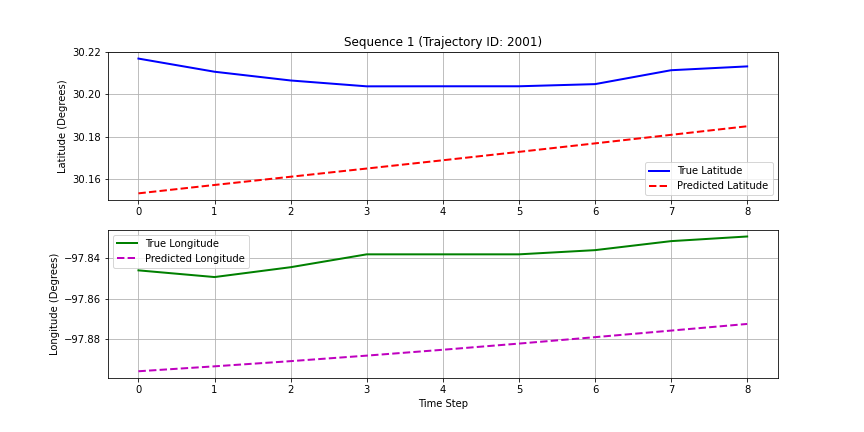 Sequence 1 (Trajectory ID: 2001)
Latitude (Degrees)
30.22
30.20
30.18
30.16
True Latitude
Predicted Latitude
0 1 2 3 4 5 6 7 8
Longitude (Degrees)
−97.84
−97.86
−97.88
True Longitude
Predicted Longitude
0 1 2 3 4 5 6 7 8
Time Step